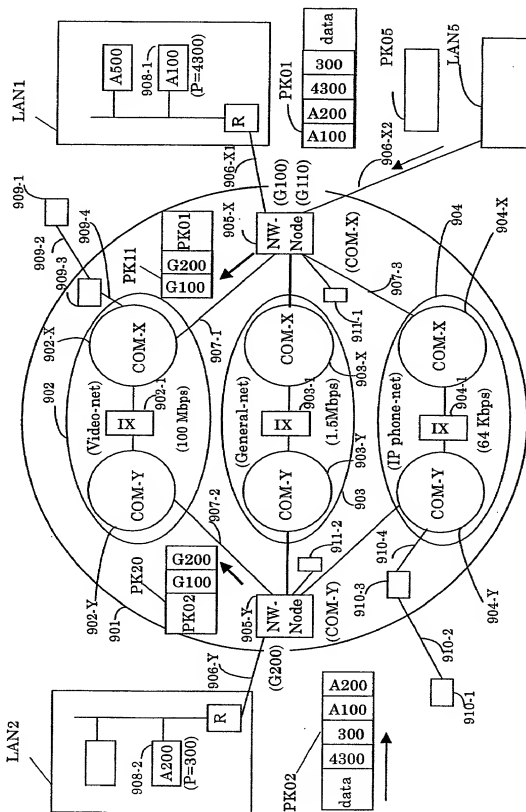 LAN2
LAN1
A500
908-1
A100
(P=4300)
908-2
A200
(P=300)
R
R
906-Y
906-X1
909-1
909-2
909-3
909-4
902-Y
901
PK20
PK02
G100
G200
902
902-X
PK11
G100
G200
PK01
PK01
A100
A200
4300
300
data
907-2
COM-Y
(Video-net)
IX
902-1
(100 Mbps)
COM-X
907-1
905-X
(G200)
905-Y
NW-
Node
(COM-Y)
911-2
COM-Y
903-Y
903
(General-net)
IX
903-1
(1.5Mbps)
COM-X
903-X
911-1
NW-
Node
(G100)
(G110)
(COM-X)
906-X2
PK05
LAN5
PK02
data
4300
300
A100
A200
910-1
910-2
910-3
910-4
904-Y
COM-Y
(IP phone-net)
IX
904-1
(64 Kbps)
COM-X
907-3
904
904-X